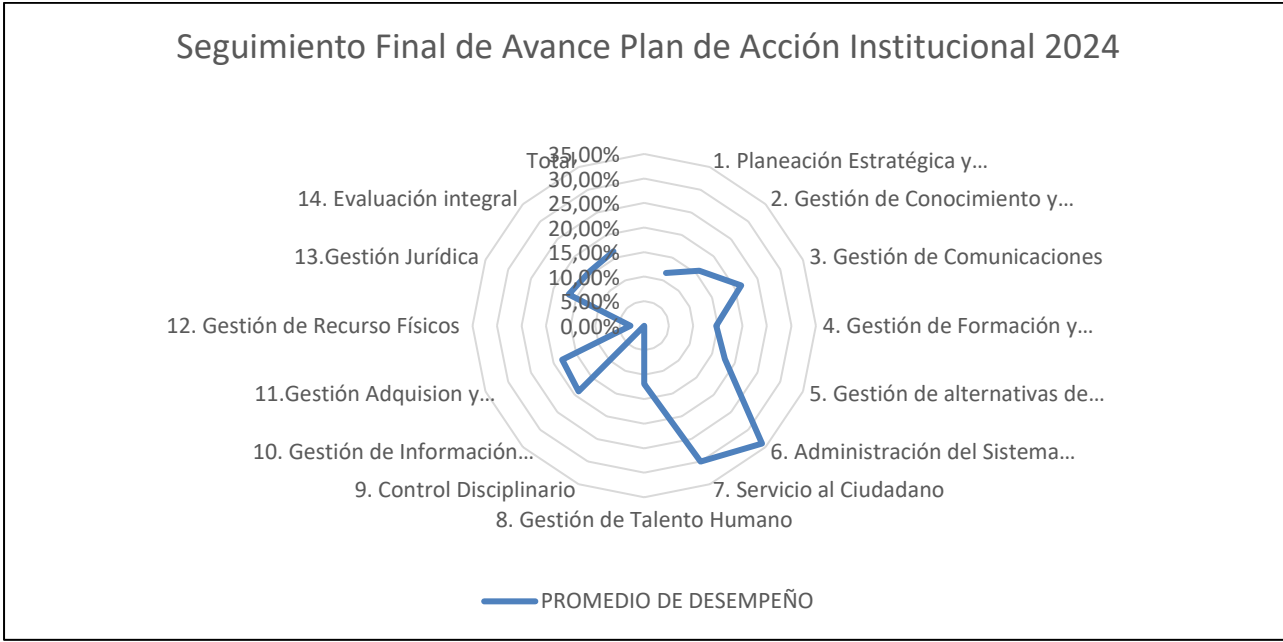 Seguimiento Final de Avance Plan de Acción Institucional 2024
35,00%
30,00%
25,00%
20,00%
15,00%
10,00%
5,00%
0,00%
1. Planeación Estratégica y...
2. Gestión de Conocimiento y...
3. Gestión de Comunicaciones
4. Gestión de Formación y...
5. Gestión de alternativas de...
6. Administración del Sistema...
7. Servicio al Ciudadano
8. Gestión de Talento Humano
9. Control Disciplinario
10. Gestión de Información...
11.Gestión Adquision y...
12. Gestión de Recurso Físicos
13.Gestión Jurídica
14. Evaluación integral
Total
PROMEDIO DE DESEMPEÑO